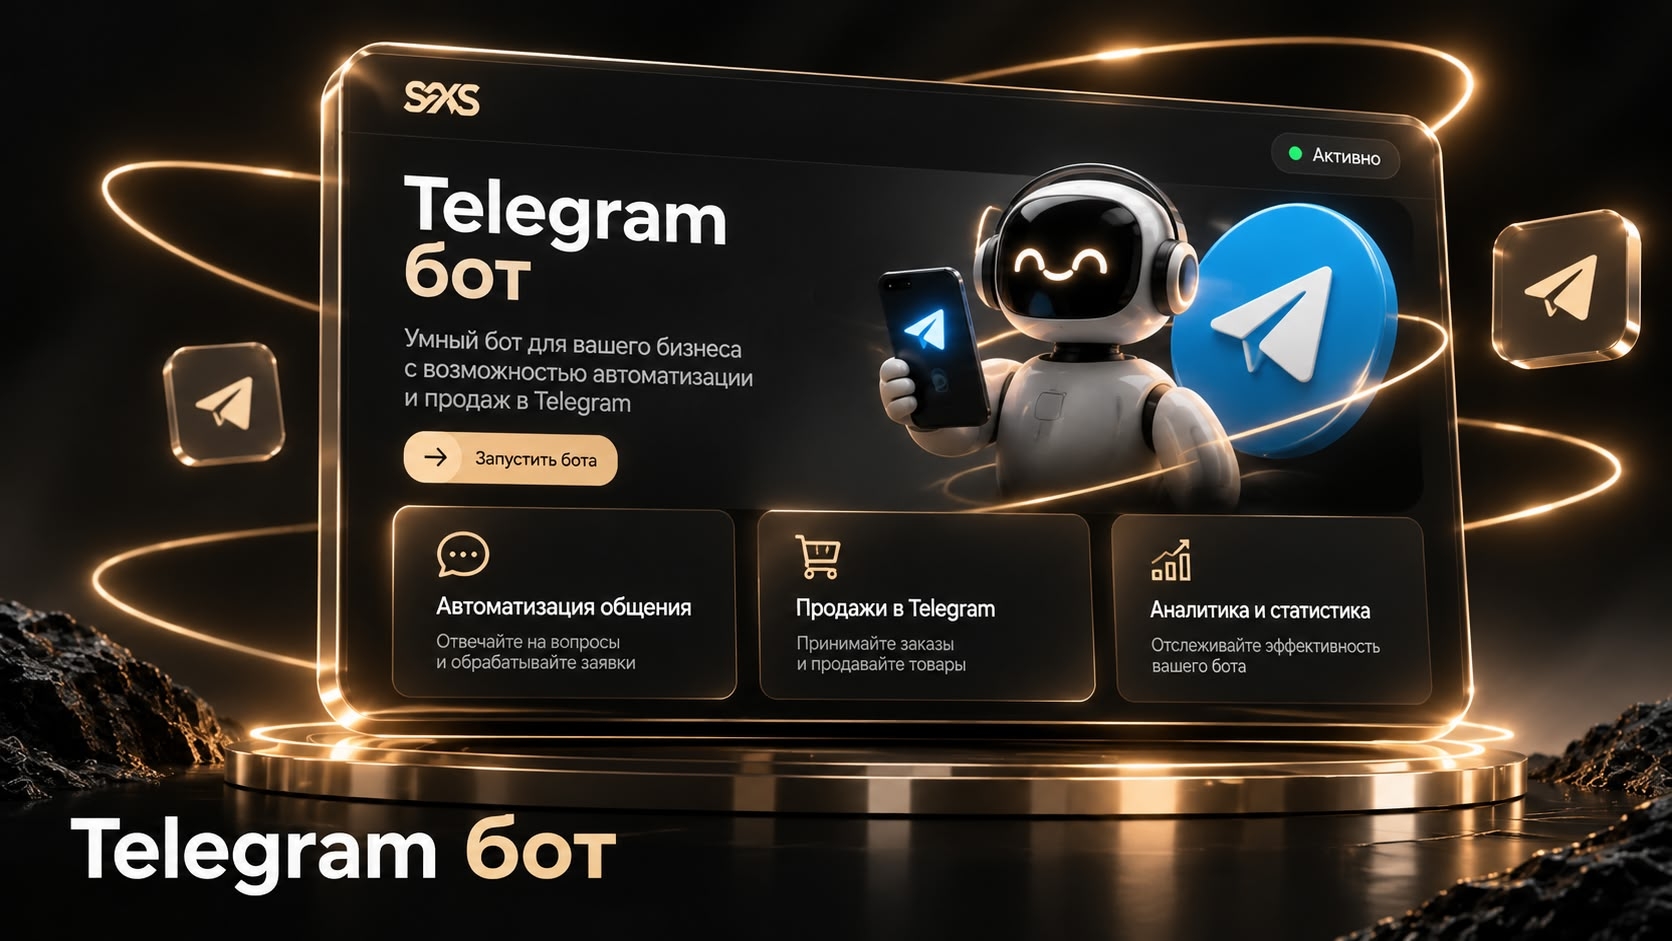 SXS
Активно
Telegram
бот
Умный бот для вашего бизнеса
с возможностью автоматизации
и продаж в Telegram
Запустить бота
Автоматизация общения
Отвечайте на вопросы
и обрабатывайте заявки
Продажи в Telegram
Принимайте заказы
и продавайте товары
Аналитика и статистика
Отслеживайте эффективность
вашего бота
Telegram бот